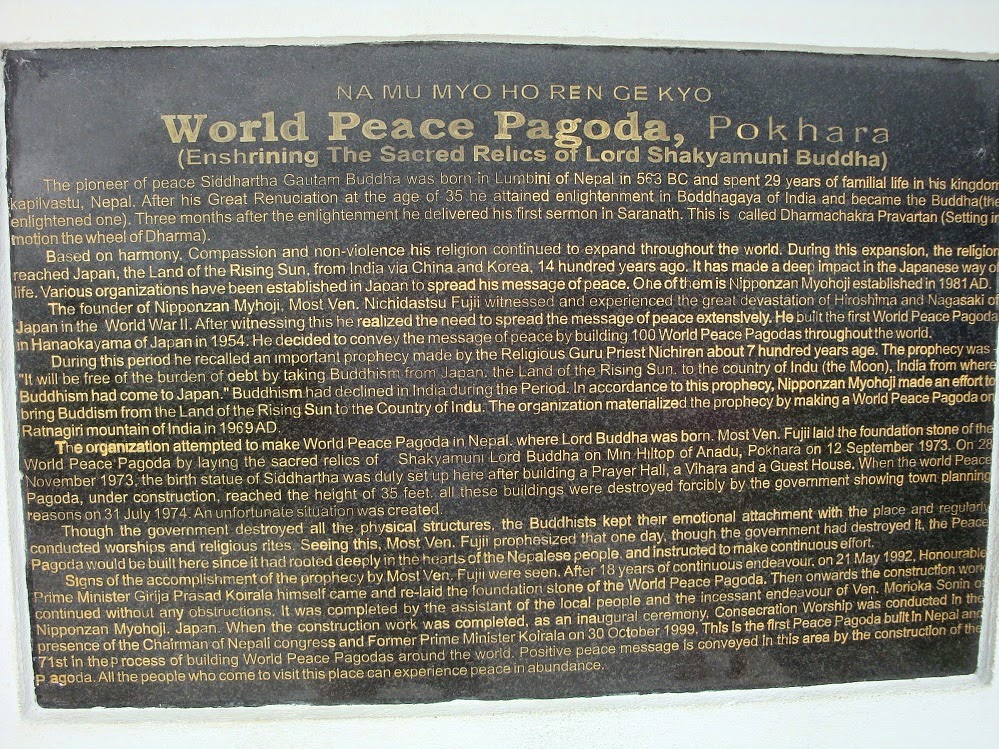 NA MU MYO HO REN GE KYO
World Peace Pagoda, Pokhara
(Enshrining The Sacred Relics of Lord Shakyamuni Buddha)
The pioneer of peace Siddhartha Gautam Buddha was born in Lumbini of Nepal in 563 BC and spent 29 years of familial life in his kingdom
kapilvastu, Nepal. After his Great Renuciation at the age of 35 he attained enlightenment in Boddhagaya of India and became the Buddha(the
enlightened one). Three months after the enlightenment he delivered his first sermon in Saranath. This is called Dharmachakra Pravartan (Setting in
motion the wheel of Dharma).
Based on harmony, Compassion and non-violence his religion continued to expand throughout the world. During this expansion, the religion
reached Japan, the Land of the Rising Sun, from India via China and Korea, 14 hundred years ago. It has made a deep impact in the Japanese way of
life. Various organizations have been established in Japan to spread his message of peace. One of them is Nipponzan Myohoji established in 1981 AD.
The founder of Nipponzan Myhoji, Most Ven. Nichidastsu Fujii witnessed and experienced the great devastation of Hiroshima and Nagasaki of
Japan in the World War II. After witnessing this he realized the need to spread the message of peace extensively. He built the first World Peace Pagoda
in Hanaokayama of Japan in 1954. He decided to convey the message of peace by building 100 World Peace Pagodas throughout the world.
During this period he recalled an important prophecy made by the Religious Guru Priest Nichiren about 7 hundred years age. The prophecy was -
"It will be free of the burden of debt by taking Buddhism from Japan, the Land of the Rising Sun, to the country of Indu (the Moon), India from where
Buddhism had come to Japan." Buddhism had declined in India during the Period. In accordance to this prophecy, Nipponzan Myohoji made an effort to
bring Buddism from the Land of the Rising Sun to the Country of Indu. The organization materialized the prophecy by making a World Peace Pagoda on
Ratnagiri mountain of India in 1969 AD.
The organization attempted to make World Peace Pagoda in Nepal, where Lord Buddha was born. Most Ven. Fujii laid the foundation stone of the
World Peace Pagoda by laying the sacred relics of Shakyamuni Lord Buddha on Min Hiltop of Anadu, Pokhara on 12 September 1973. On 28
November 1973, the birth statue of Siddhartha was duly set up here after building a Prayer Hall, a Vihara and a Guest House. When the world Peace
Pagoda, under construction, reached the height of 35 feet, all these buildings were destroyed forcibly by the government showing town planning
reasons on 31 July 1974. An unfortunate situation was created.
Though the government destroyed all the physical structures, the Buddhists kept their emotional attachment with the place and regularly
conducted worships and religious rites. Seeing this, Most Ven. Fujii prophesized that one day, though the government had destroyed it, the Peace
Pagoda would be built here since it had rooted deeply in the hearts of the Nepalese people, and instructed to make continuous effort.
Signs of the accomplishment of the prophecy by Most Ven. Fujii were seen. After 18 years of continuous endeavour, on 21 May 1992, Honourable
Prime Minister Girija Prasad Koirala himself came and re-laid the foundation stone of the World Peace Pagoda. Then onwards the construction work
continued without any obstructions. It was completed by the assistant of the local people and the incessant endeavour of Ven. Morioka Sonin of
Nipponzan Myohoji, Japan. When the construction work was completed, as an inaugural ceremony, Consecration Worship was conducted in the
presence of the Chairman of Nepali congress and Former Prime Minister Koirala on 30 October 1999. This is the first Peace Pagoda built in Nepal and
71st in the p rocess of building World Peace Pagodas around the world. Positive peace message is conveyed in this area by the construction of the
P agoda. All the people who come to visit this place can experience peace in abundance.